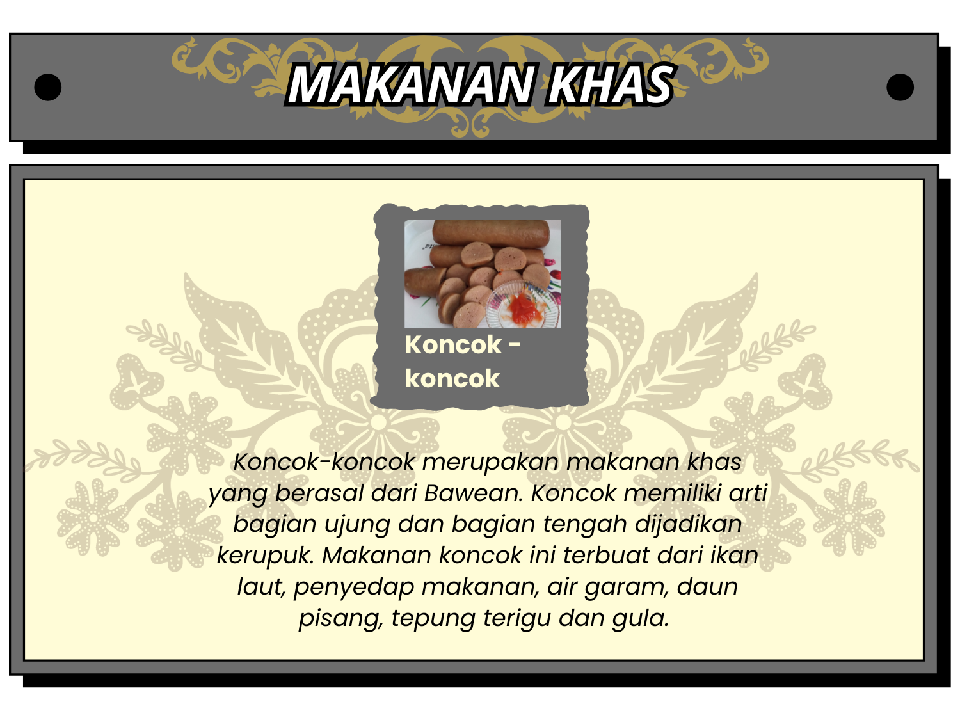 MAKANAN KHAS
Koncok -
koncok
Koncok-koncok merupakan makanan khas
yang berasal dari Bawean. Koncok memiliki arti
bagian ujung dan bagian tengah dijadikan
kerupuk. Makanan koncok ini terbuat dari ikan
laut, penyedap makanan, air garam, daun
pisang, tepung terigu dan gula.